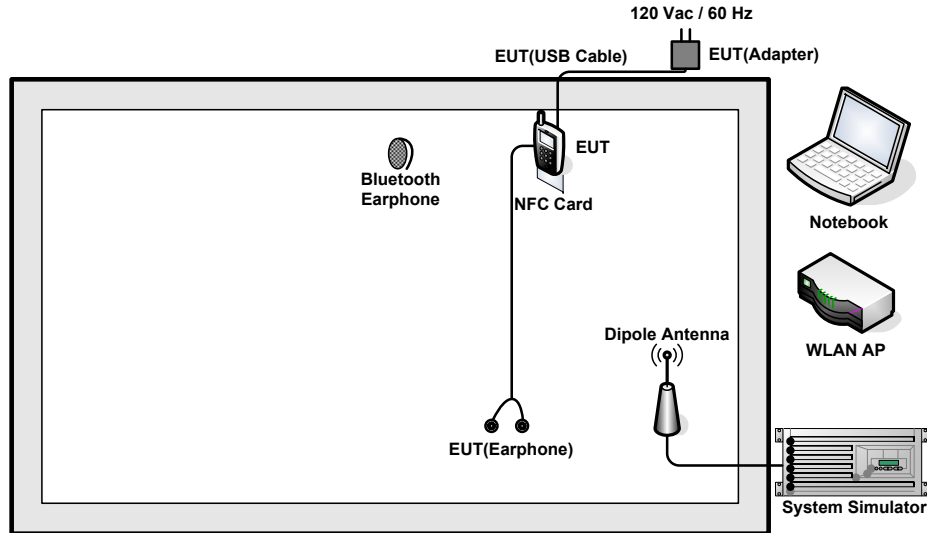 120 Vac / 60 Hz
EUT(USB Cable)
EUT(Adapter)
EUT
Bluetooth
Earphone
NFC Card
Notebook
Dipole Antenna
WLAN AP
EUT(Earphone)
System Simulator